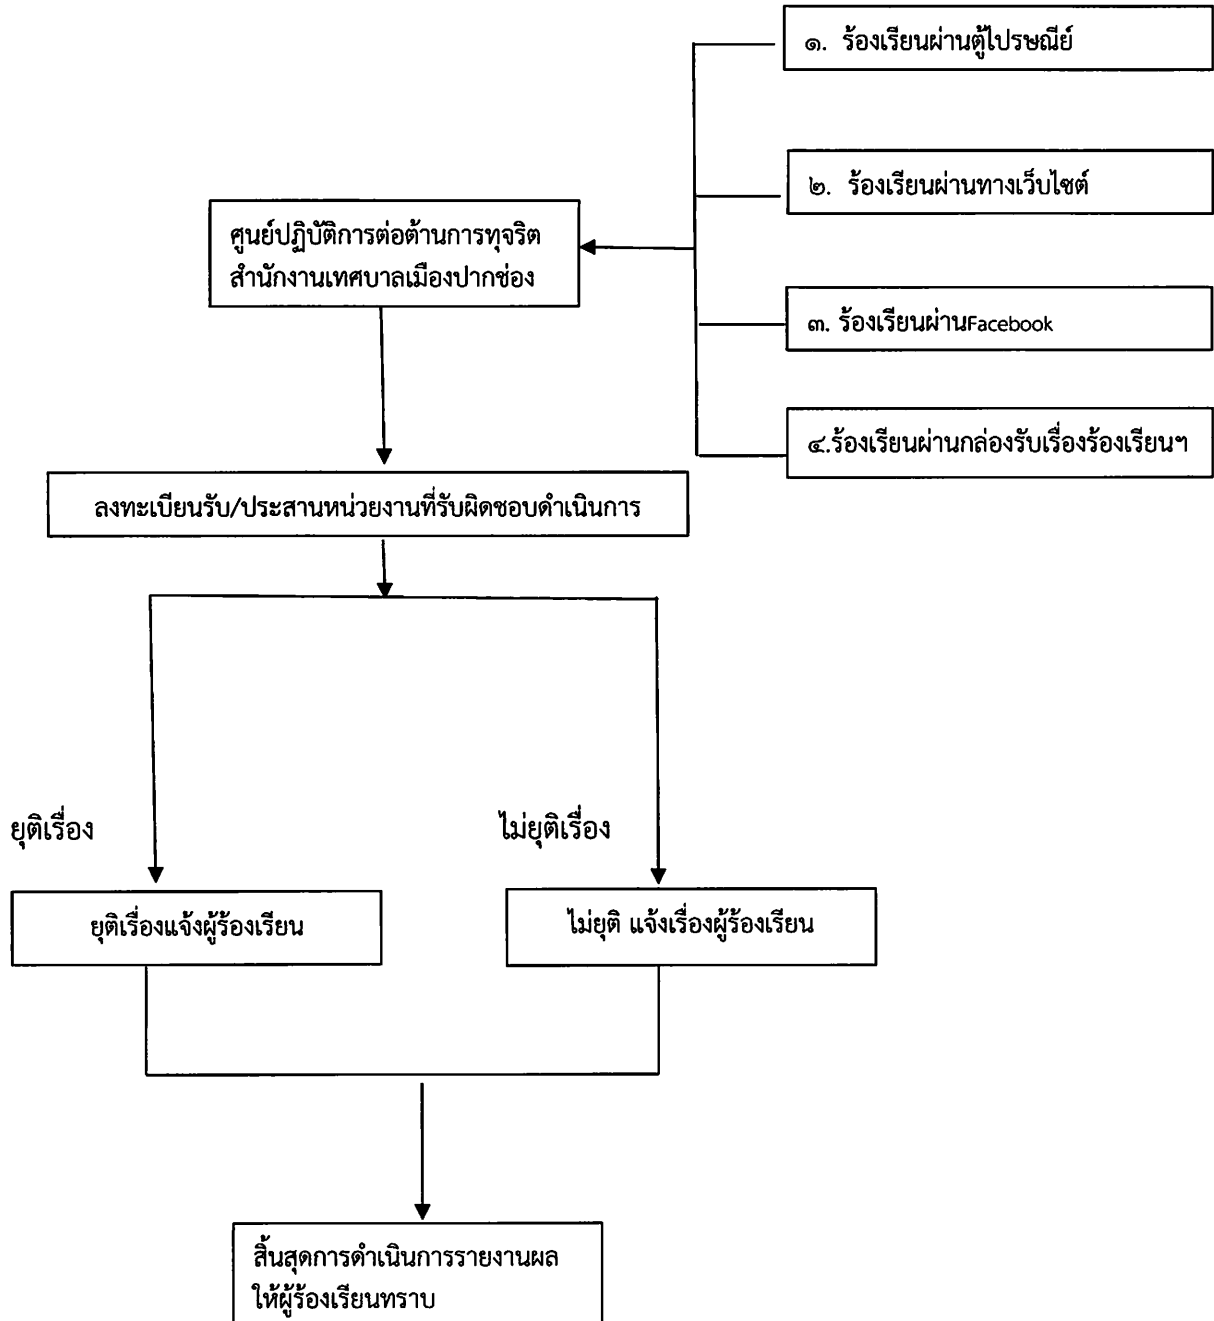 ๑. ร้องเรียนผ่านตู้ไปรษณีย์
๒. ร้องเรียนผ่านทางเว็บไซต์
ศูนย์ปฏิบัติการต่อต้านการทุจริต
สำนักงานเทศบาลเมืองปากช่อง
๓. ร้องเรียนผ่านFacebook
๔.ร้องเรียนผ่านกล่องรับเรื่องร้องเรียนฯ
ลงทะเบียนรับ/ประสานหน่วยงานที่รับผิดชอบดำเนินการ
ยุติเรื่อง
ไม่ยุติเรื่อง
ยุติเรื่องแจ้งผู้ร้องเรียน
ไม่ยุติ แจ้งเรื่องผู้ร้องเรียน
สิ้นสุดการดำเนินการรายงานผล
ให้ผู้ร้องเรียนทราบ